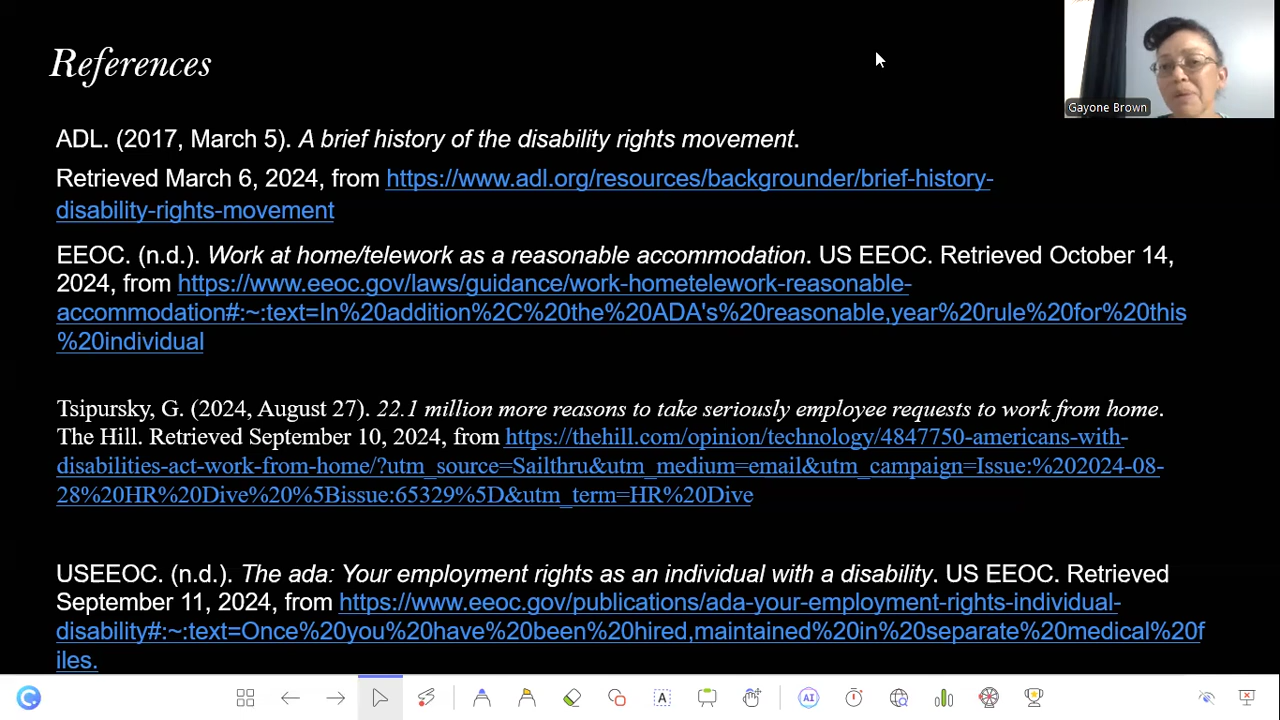 References
Gayone Brown
ADL. (2017, March 5). A brief history of the disability rights movement.
Retrieved March 6, 2024, from https://www.adl.org/resources/backgrounder/brief-history-
disability-rights-movement
EEOC. (n.d.). Work at home/telework as a reasonable accommodation. US EEOC. Retrieved October 14,
2024, from https://www.eeoc.gov/laws/guidance/work-hometelework-reasonable-
accommodation#:~:text=In%20addition%2C%20the%20ADA's%20reasonable,year%20rule%20for%20this
%20individual
Tsipursky, G. (2024, August 27). 22.1 million more reasons to take seriously employee requests to work from home.
The Hill. Retrieved September 10, 2024, from https://thehill.com/opinion/technology/4847750-americans-with-
disabilities-act-work-from-home/?utm_source=Sailthru&utm_medium=email&utm_campaign=Issue:%202024-08-
28%20HR%20Dive%20%5Bissue:65329%5D&utm_term=HR%20Dive
USEEOC. (n.d.). The ada: Your employment rights as an individual with a disability. US EEOC. Retrieved
September 11, 2024, from https://www.eeoc.gov/publications/ada-your-employment-rights-individual-
disability#:~:text=Once%20you%20have%20been%20hired,maintained%20in%20separate%20medical%20f
iles.
A
AI